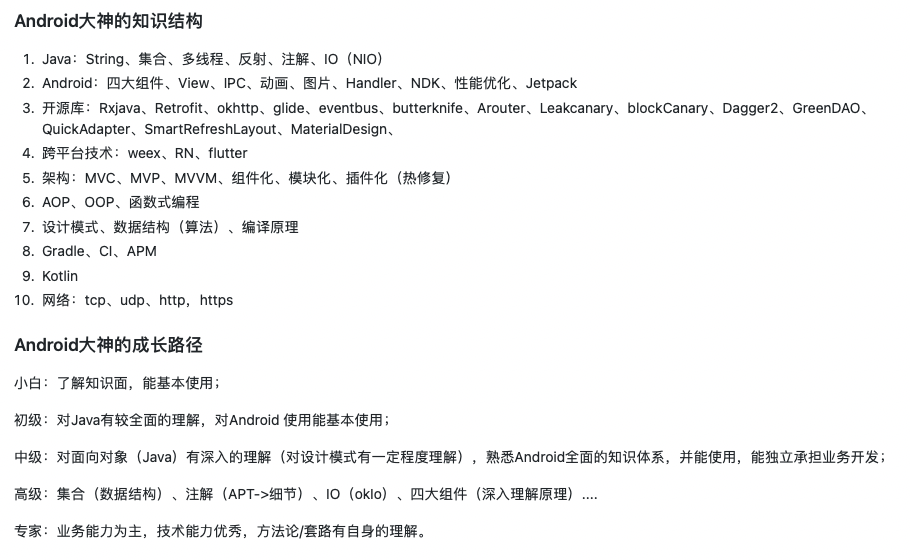 Android大神的知识结构
1. Java：String、集合、多线程、反射、注解、IO（NIO）
2. Android：四大组件、View、IPC、动画、图片、Handler、NDK、性能优化、Jetpack
3. 开源库：Rxjava、Retrofit、okhttp、glide、eventbus、butterknife、Arouter、Leakcanary、blockCanary、Dagger2、GreenDAO、
QuickAdapter、SmartRefreshLayout、MaterialDesign、
4. 跨平台技术：weex、RN、flutter
5. 架构：MVC、MVP、MVVM、组件化、模块化、插件化（热修复）
6. AOP、OOP、函数式编程
7. 设计模式、数据结构（算法）、编译原理
8. Gradle、CI、APM
9. Kotlin
10. 网络：tcp、udp、http，https
Android大神的成长路径
小白：了解知识面，能基本使用；
初级：对Java有较全面的理解，对Android 使用能基本使用；
中级：对面向对象（Java）有深入的理解（对设计模式有一定程度理解），熟悉Android全面的知识体系，并能使用，能独立承担业务开发；
高级：集合（数据结构）、注解（APT->细节）、IO（okIo）、四大组件（深入理解原理）....
专家：业务能力为主，技术能力优秀，方法论/套路有自身的理解。